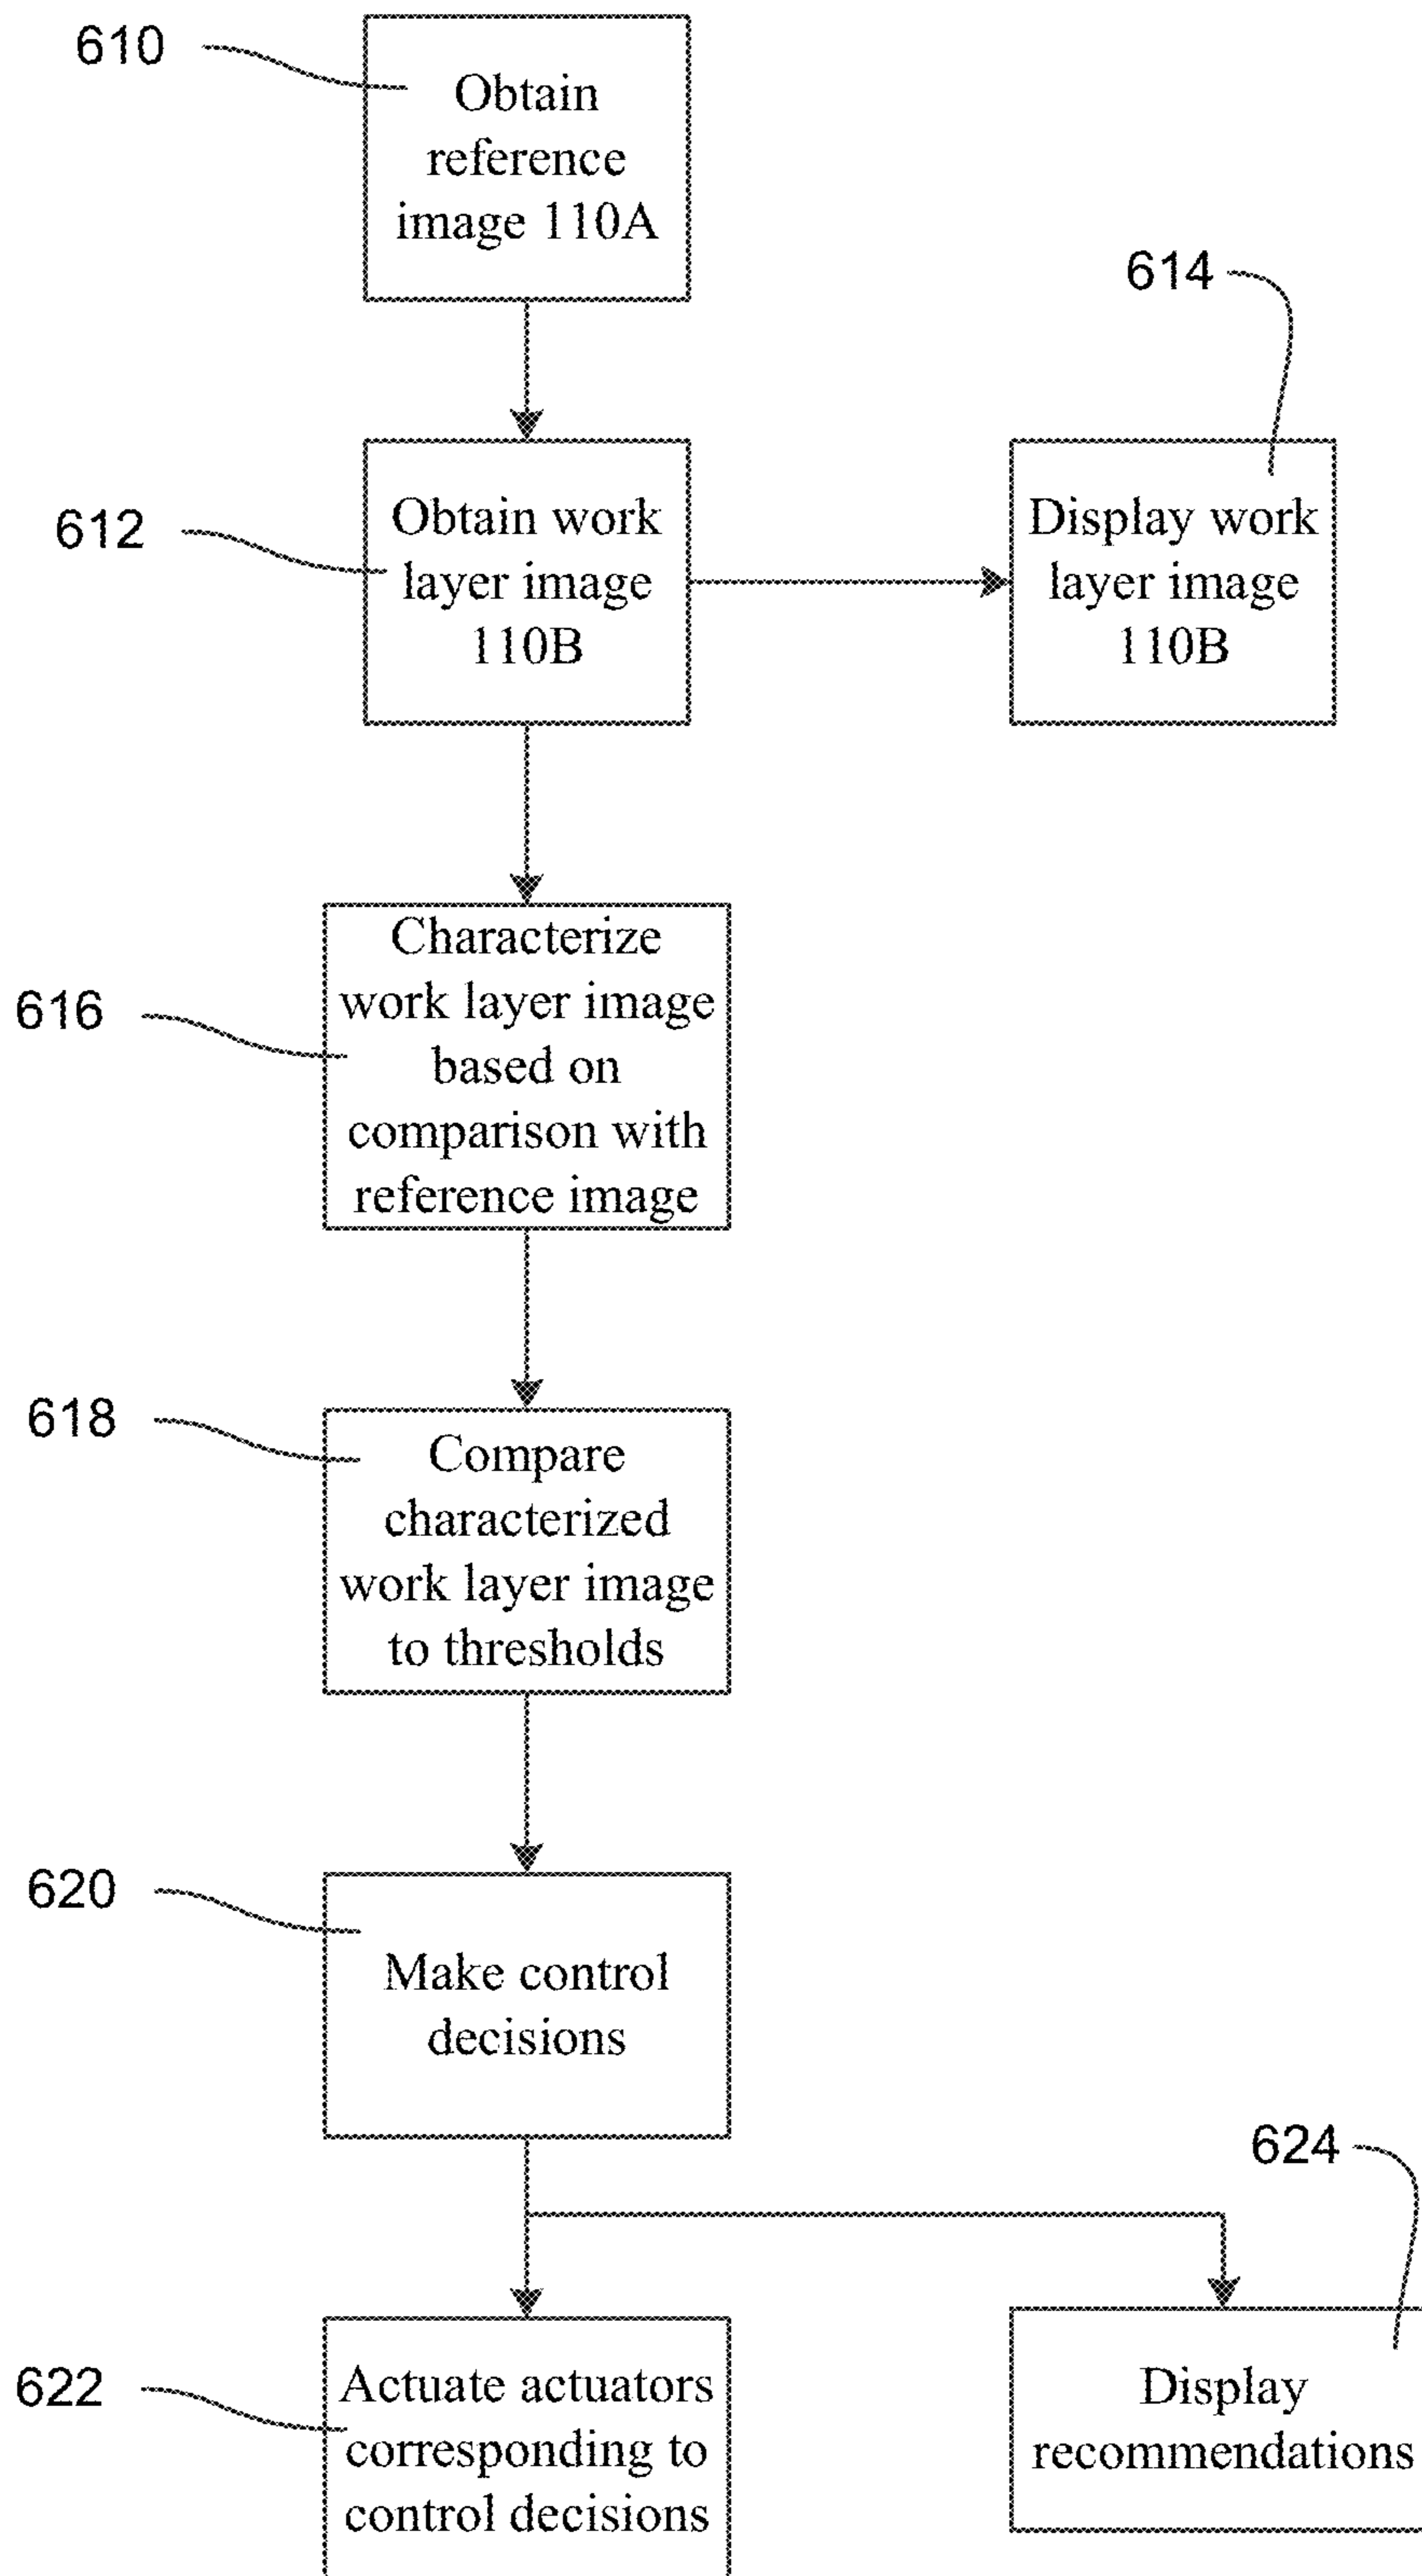 610
Obtain
reference
image 110A
614
612
Obtain work
layer image
110B
Display work
layer image
110B
616
Characterize
work layer image
based on
comparison with
reference image
618
Compare
characterized
work layer image
to thresholds
620
Make control
decisions
624
622
Actuate actuators
corresponding to
control decisions
Display
recommendations